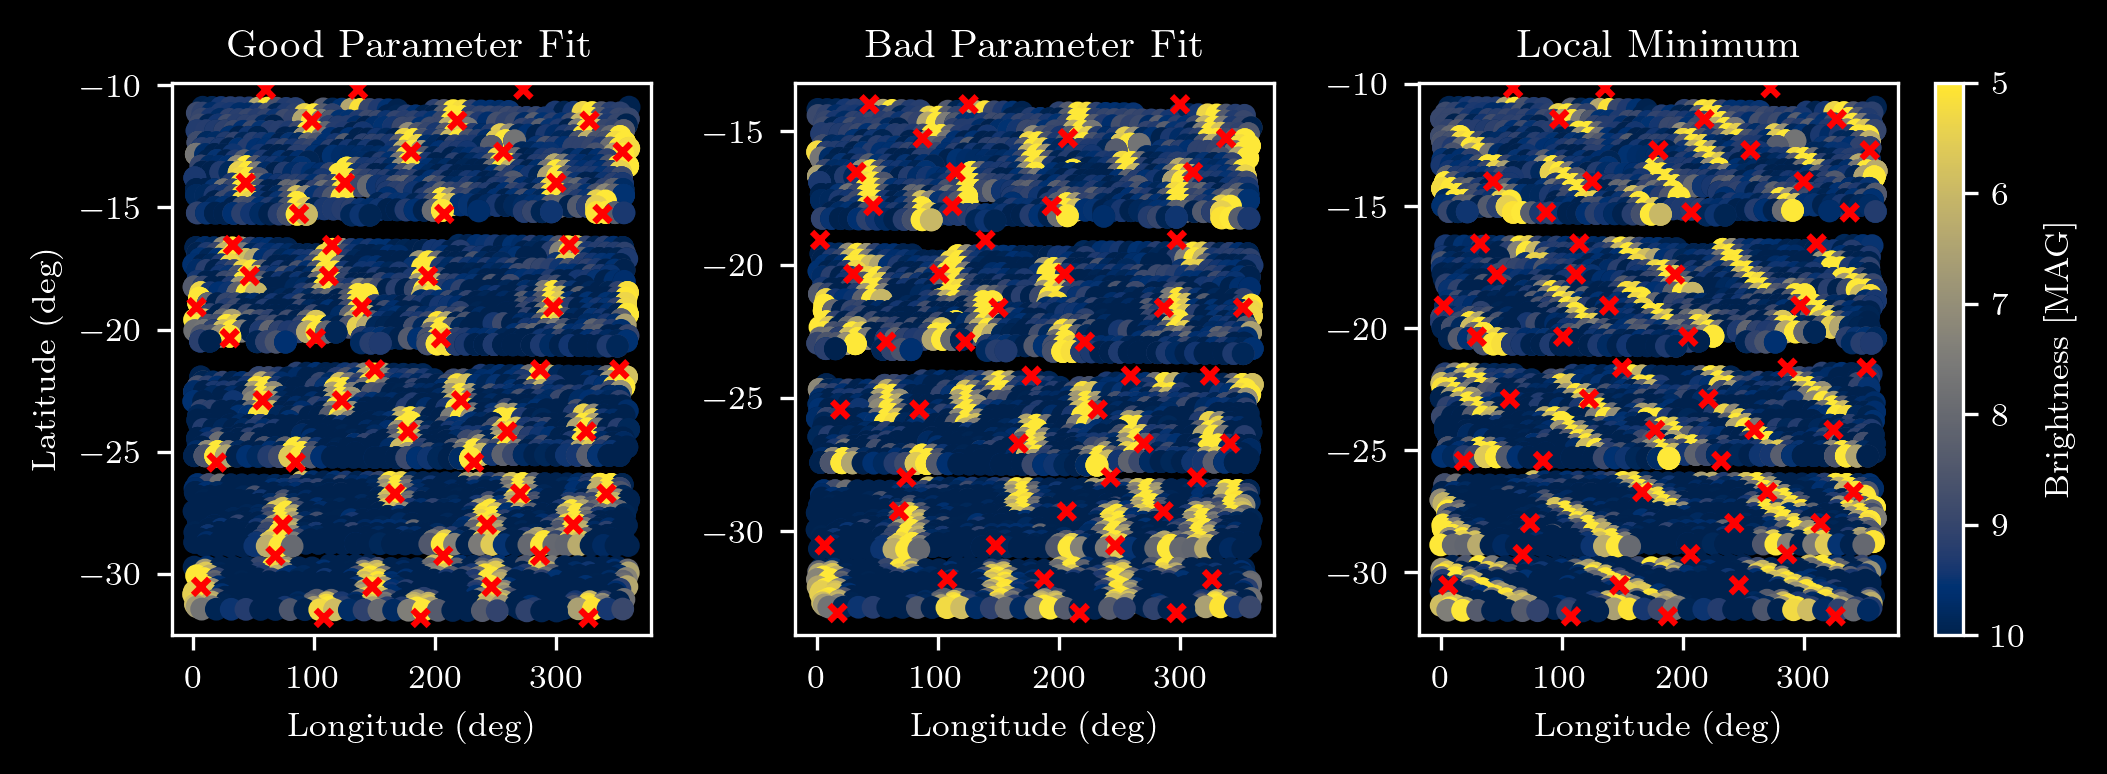 Good Parameter Fit
Bad Parameter Fit
Local Minimum
Latitude (deg)
−10
−15
−20
−25
−30
0 100 200 300
Longitude (deg)
−15
−20
−25
−30
0 100 200 300
Longitude (deg)
−10
−15
−20
−25
−30
0 100 200 300
Longitude (deg)
5
6
7
8
9
10
Brightness [MAG]